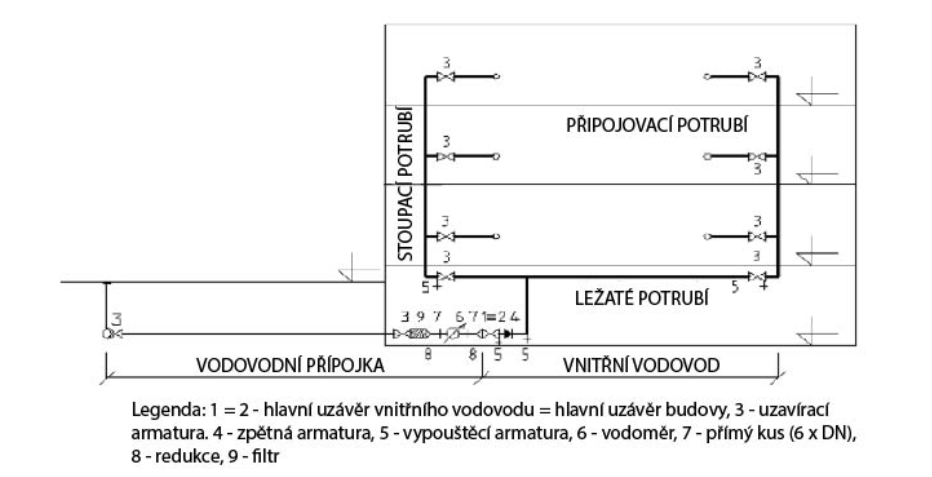 3 3
PŘIPOJOVACÍ POTRUBÍ
STOUPACÍ POTRUBÍ
3
3
3 3
3 3
5 5
LEŽATÉ POTRUBÍ
3
3 9 7 6 7 1=2 4
8 8 5 5
VODOVODNÍ PŘÍPOJKA VNITŘNÍ VODOVOD
Legenda: 1 = 2 - hlavní uzávěr vnitřního vodovodu = hlavní uzávěr budovy, 3 - uzavírací
armatura. 4 - zpětná armatura, 5 - vypouštěcí armatura, 6 - vodoměr, 7 - přímý kus (6 x DN),
8 - redukce, 9 - filtr